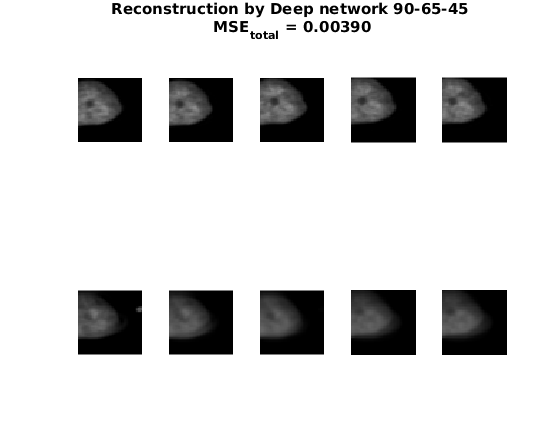 Reconstruction by Deep network 90-65-45
MSEtotal = 0.00390